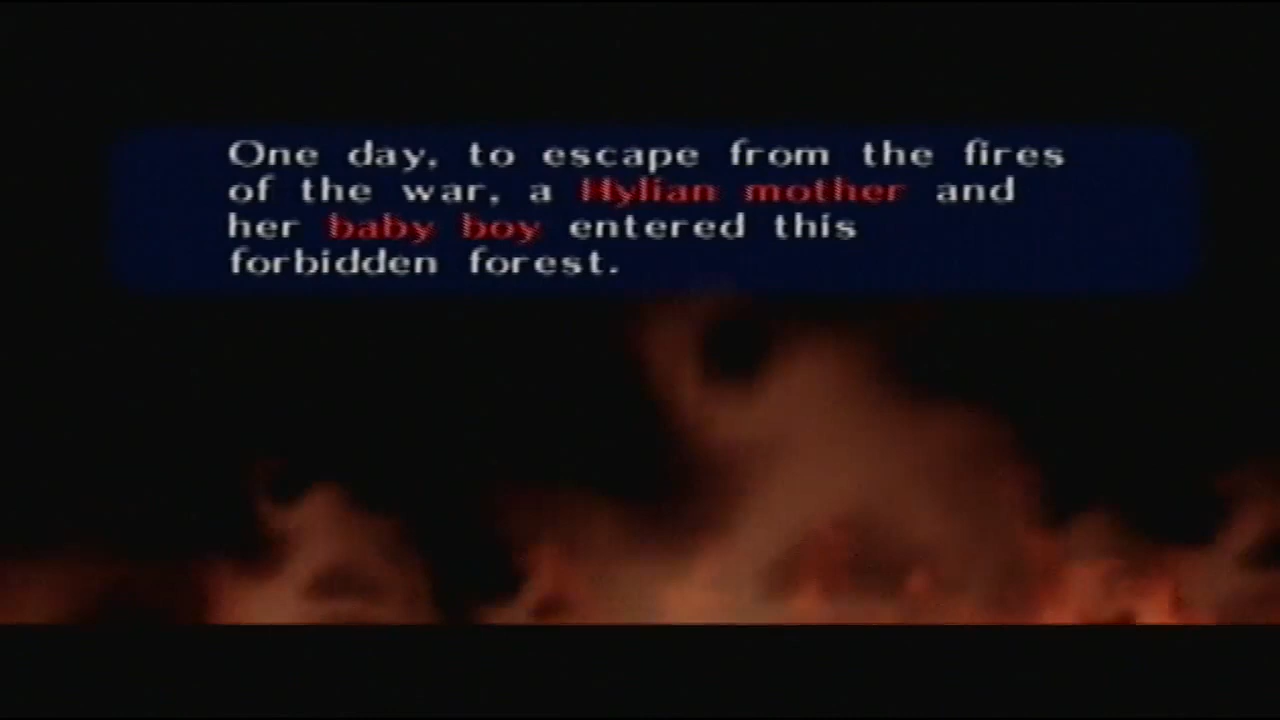 One day, to escape from the fires
of the war, a Hylian mother and
her baby boy entered this
forbidden forest.